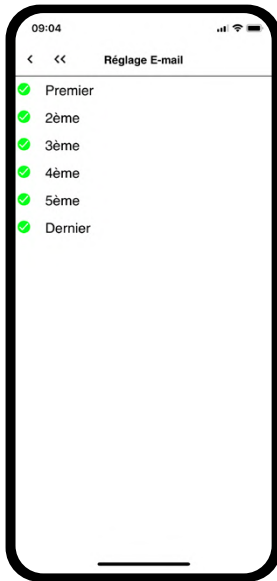 09:04
< << Réglage E-mail
Premier
2ème
3ème
4ème
5ème
Dernier